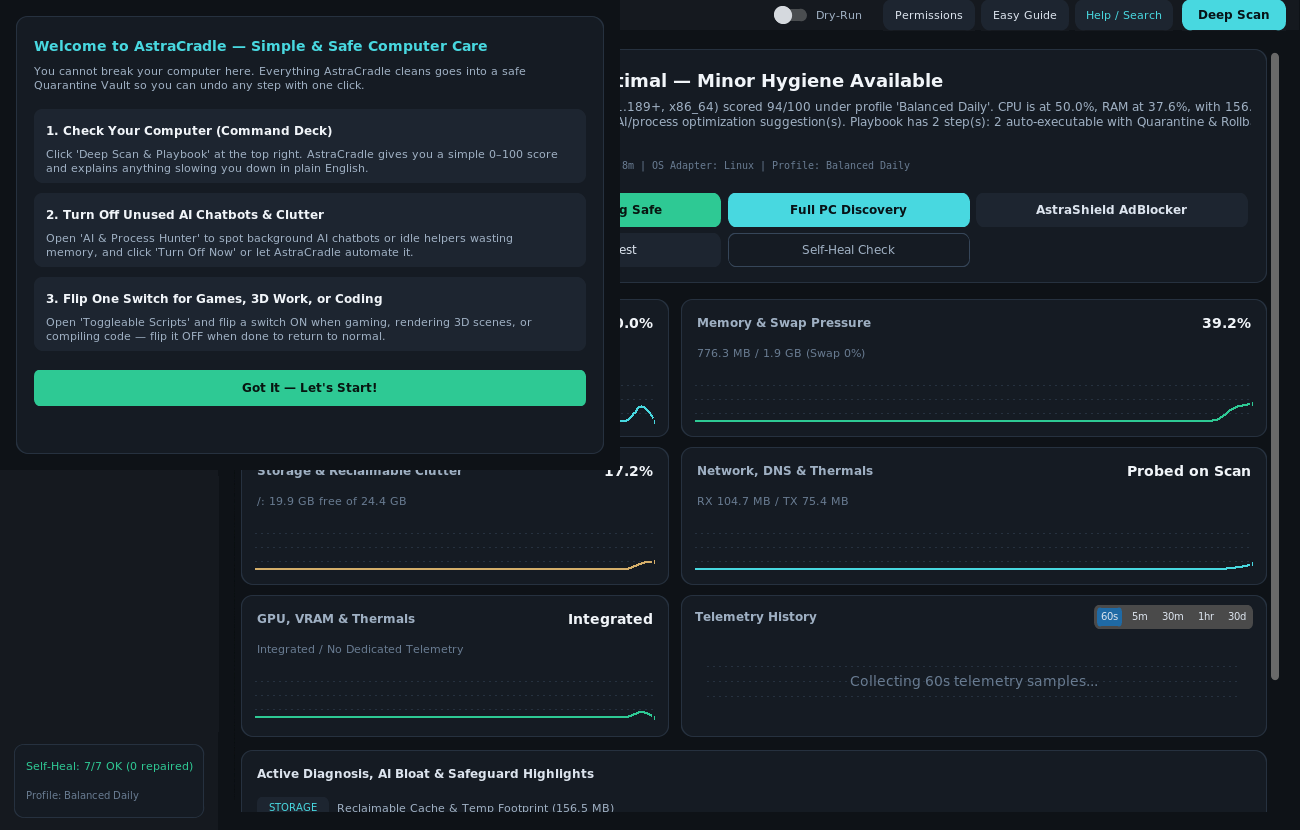 Dry-Run
Permissions
Easy Guide
Help / Search
Deep Scan
Welcome to AstraCradle — Simple & Safe Computer Care
You cannot break your computer here. Everything AstraCradle cleans goes into a safe
Quarantine Vault so you can undo any step with one click.
1. Check Your Computer (Command Deck)
Click 'Deep Scan & Playbook' at the top right. AstraCradle gives you a simple 0–100 score
and explains anything slowing you down in plain English.
2. Turn Off Unused AI Chatbots & Clutter
Open 'AI & Process Hunter' to spot background AI chatbots or idle helpers wasting
memory, and click 'Turn Off Now' or let AstraCradle automate it.
3. Flip One Switch for Games, 3D Work, or Coding
Open 'Toggleable Scripts' and flip a switch ON when gaming, rendering 3D scenes, or
compiling code — flip it OFF when done to return to normal.
Got It — Let's Start!
timal — Minor Hygiene Available
.189+, x86_64) scored 94/100 under profile 'Balanced Daily'. CPU is at 50.0%, RAM at 37.6%, with 156.
AI/process optimization suggestion(s). Playbook has 2 step(s): 2 auto-executable with Quarantine & Rollb
8m | OS Adapter: Linux | Profile: Balanced Daily
g Safe
Full PC Discovery
AstraShield AdBlocker
est
Self-Heal Check
0.0%
Memory & Swap Pressure
39.2%
776.3 MB / 1.9 GB (Swap 0%)
Storage & Reclaimable Clutter
17.2%
/: 19.9 GB free of 24.4 GB
Network, DNS & Thermals
Probed on Scan
RX 104.7 MB / TX 75.4 MB
GPU, VRAM & Thermals
Integrated
Integrated / No Dedicated Telemetry
Telemetry History
60s
5m
30m
1hr
30d
Collecting 60s telemetry samples...
Self-Heal: 7/7 OK (0 repaired)
Profile: Balanced Daily
Active Diagnosis, AI Bloat & Safeguard Highlights
STORAGE
Reclaimable Cache & Temp Footprint (156.5 MB)